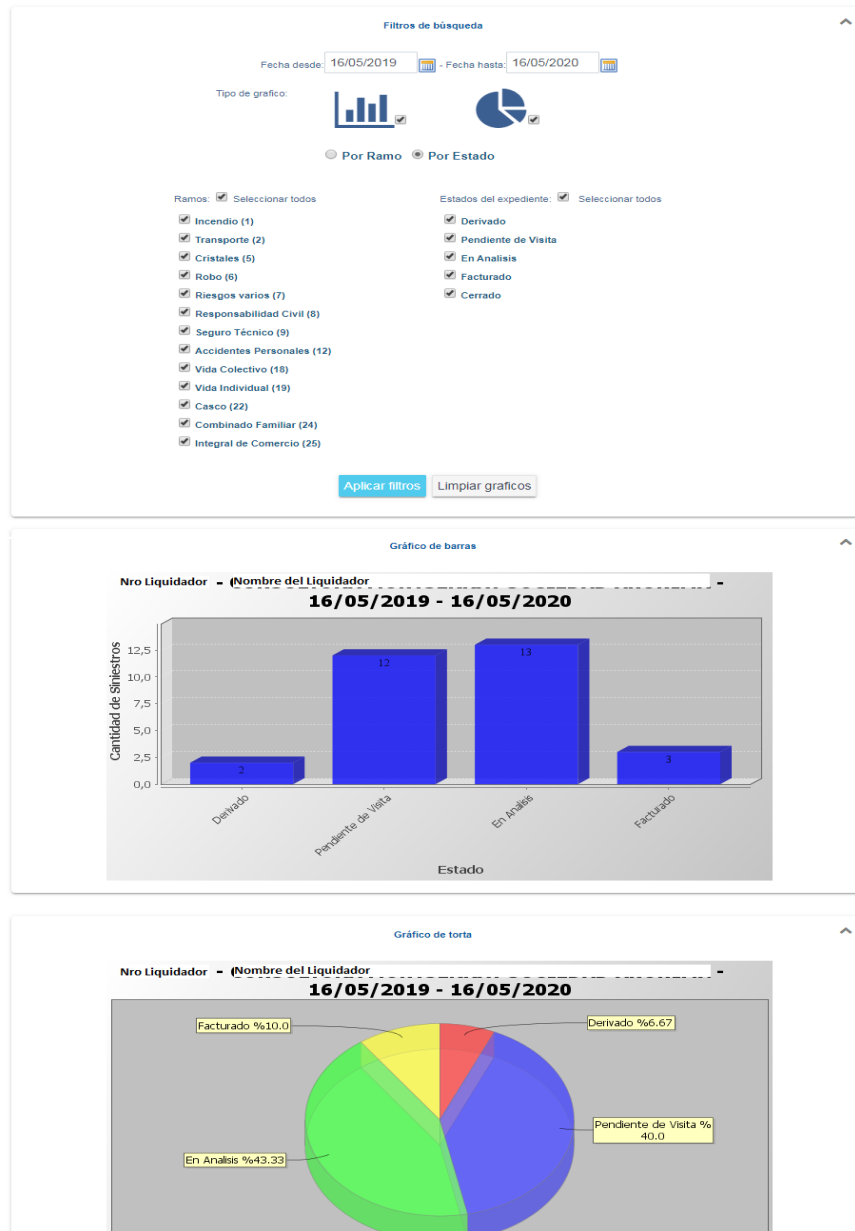 Filtros de búsqueda
Fecha desde: 16/05/2019 - Fecha hasta: 16/05/2020
Tipo de grafico:
Por Ramo Por Estado
Ramos: Seleccionar todos
Incendio (1)
Transporte (2)
Cristales (5)
Robo (6)
Riesgos varios (7)
Responsabilidad Civil (8)
Seguro Técnico (9)
Accidentes Personales (12)
Vida Colectivo (18)
Vida Individual (19)
Casco (22)
Combinado Familiar (24)
Integral de Comercio (25)
Estados del expediente: Seleccionar todos
Derivado
Pendiente de Visita
En Analisis
Facturado
Cerrado
Aplicar filtros Limpiar graficos
Gráfico de barras
Nro Liquidador - (Nombre del Liquidador -
16/05/2019 - 16/05/2020
Cantidad de Siniestros
12,5
10,0
7,5
5,0
2,5
0,0
2
12
13
3
Derivado
Pendiente de Visita
En Analisis
Facturado
Estado
Gráfico de torta
Nro Liquidador - (Nombre del Liquidador -
16/05/2019 - 16/05/2020
Facturado %10.0
Derivado %6.67
Pendiente de Visita %
40.0
En Analisis %43.33